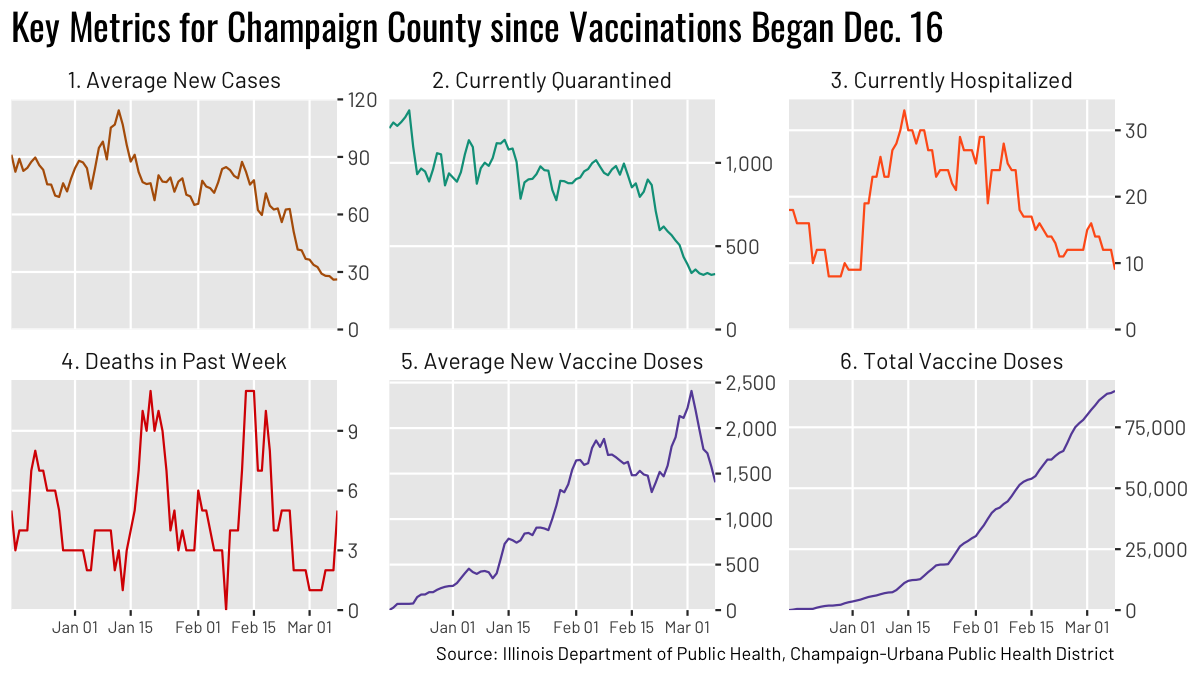 Key Metrics for Champaign County since Vaccinations Began Dec. 16
1. Average New Cases
2. Currently Quarantined
3. Currently Hospitalized
120
90
60
30
0
1,000
500
0
30
20
10
0
4. Deaths in Past Week
5. Average New Vaccine Doses
6. Total Vaccine Doses
9
6
3
0
2,500
2,000
1,500
1,000
500
0
75,000
50,000
25,000
0
Jan 01 Jan 15 Feb 01 Feb 15 Mar 01
Jan 01 Jan 15 Feb 01 Feb 15 Mar 01
Jan 01 Jan 15 Feb 01 Feb 15 Mar 01
Source: Illinois Department of Public Health, Champaign-Urbana Public Health District